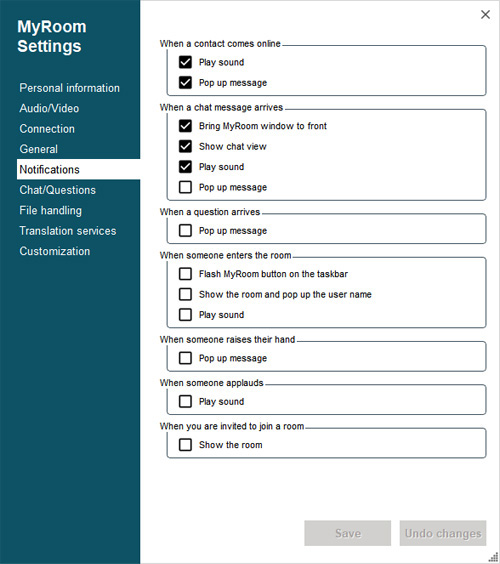 MyRoom
Settings
Personal information
Audio/Video
Connection
General
Notifications
Chat/Questions
File handling
Translation services
Customization
When a contact comes online
Play sound
Pop up message
When a chat message arrives
Bring MyRoom window to front
Show chat view
Play sound
Pop up message
When a question arrives
Pop up message
When someone enters the room
Flash MyRoom button on the taskbar
Show the room and pop up the user name
Play sound
When someone raises their hand
Pop up message
When someone applauds
Play sound
When you are invited to join a room
Show the room
Save
Undo changes